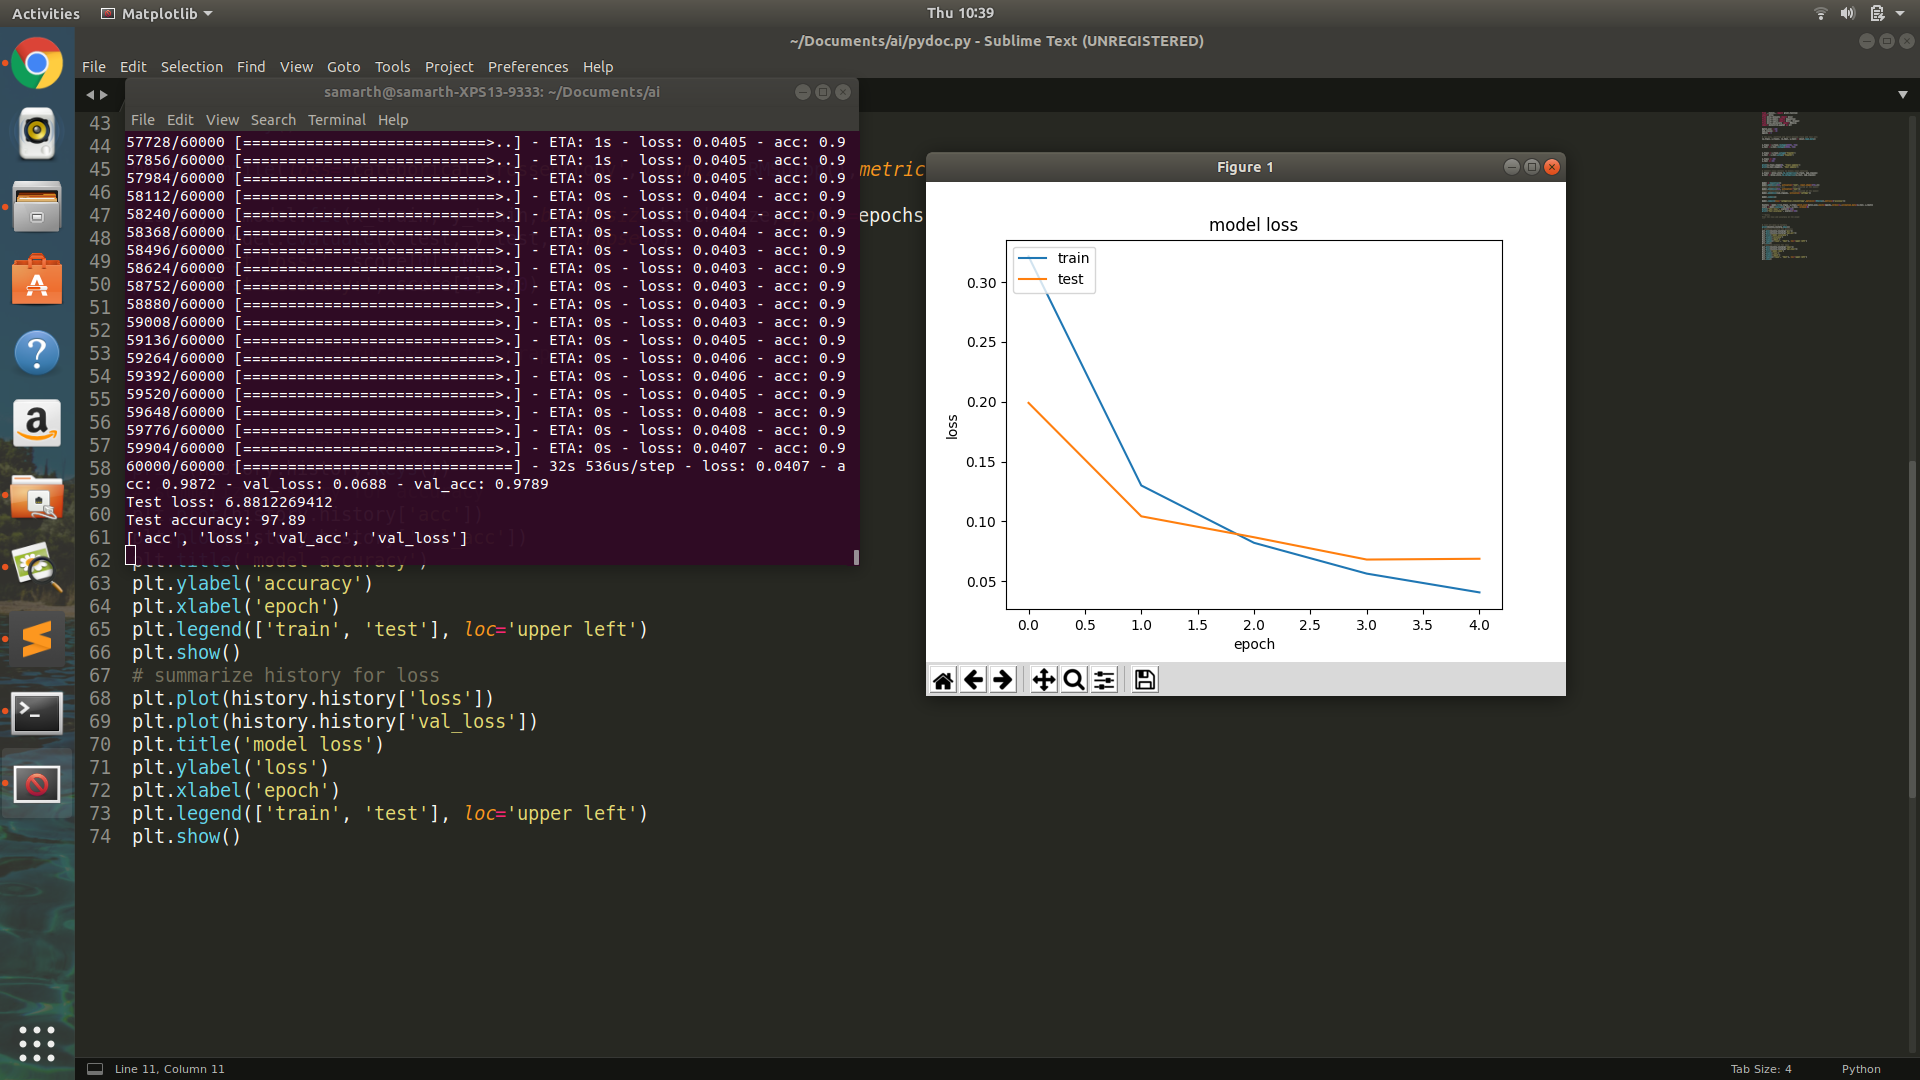 Activities
Matplotlib
Thu 10:39
~/Documents/ai/pydoc.py - Sublime Text (UNREGISTERED)
File Edit Selection Find View Goto Tools Project Preferences Help
samarth@samarth-XPS13-9333: ~/Documents/ai
File Edit View Search Terminal Help
57728/60000 [===========================>..] - ETA: 1s - loss: 0.0405 - acc: 0.9
57856/60000 [===========================>..] - ETA: 1s - loss: 0.0405 - acc: 0.9
57984/60000 [===========================>..] - ETA: 0s - loss: 0.0405 - acc: 0.9
58112/60000 [===========================>..] - ETA: 0s - loss: 0.0404 - acc: 0.9
58240/60000 [===========================>..] - ETA: 0s - loss: 0.0404 - acc: 0.9
58368/60000 [===========================>..] - ETA: 0s - loss: 0.0404 - acc: 0.9
58496/60000 [============================>.] - ETA: 0s - loss: 0.0403 - acc: 0.9
58624/60000 [============================>.] - ETA: 0s - loss: 0.0403 - acc: 0.9
58752/60000 [============================>.] - ETA: 0s - loss: 0.0403 - acc: 0.9
58880/60000 [============================>.] - ETA: 0s - loss: 0.0403 - acc: 0.9
59008/60000 [============================>.] - ETA: 0s - loss: 0.0403 - acc: 0.9
59136/60000 [============================>.] - ETA: 0s - loss: 0.0405 - acc: 0.9
59264/60000 [============================>.] - ETA: 0s - loss: 0.0406 - acc: 0.9
59392/60000 [============================>.] - ETA: 0s - loss: 0.0406 - acc: 0.9
59520/60000 [============================>.] - ETA: 0s - loss: 0.0405 - acc: 0.9
59648/60000 [============================>.] - ETA: 0s - loss: 0.0408 - acc: 0.9
59776/60000 [============================>.] - ETA: 0s - loss: 0.0408 - acc: 0.9
59904/60000 [============================>.] - ETA: 0s - loss: 0.0407 - acc: 0.9
60000/60000 [==============================] - 32s 536us/step - loss: 0.0407 - a
cc: 0.9872 - val_loss: 0.0688 - val_acc: 0.9789
Test loss: 6.8812269412
Test accuracy: 97.89
['acc', 'loss', 'val_acc', 'val_loss']
43
44
45 metric
46
47 epochs
48
49
50
51
52
53
54
55
56
57
58
59
60
61
62 plt.title('model accuracy')
63 plt.ylabel('accuracy')
64 plt.xlabel('epoch')
65 plt.legend(['train', 'test'], loc='upper left')
66 plt.show()
67 # summarize history for loss
68 plt.plot(history.history['loss'])
69 plt.plot(history.history['val_loss'])
70 plt.title('model loss')
71 plt.ylabel('loss')
72 plt.xlabel('epoch')
73 plt.legend(['train', 'test'], loc='upper left')
74 plt.show()
Figure 1
model loss
train
test
0.30
0.25
0.20
0.15
0.10
0.05
loss
0.0 0.5 1.0 1.5 2.0 2.5 3.0 3.5 4.0
epoch
Line 11, Column 11
Tab Size: 4
Python